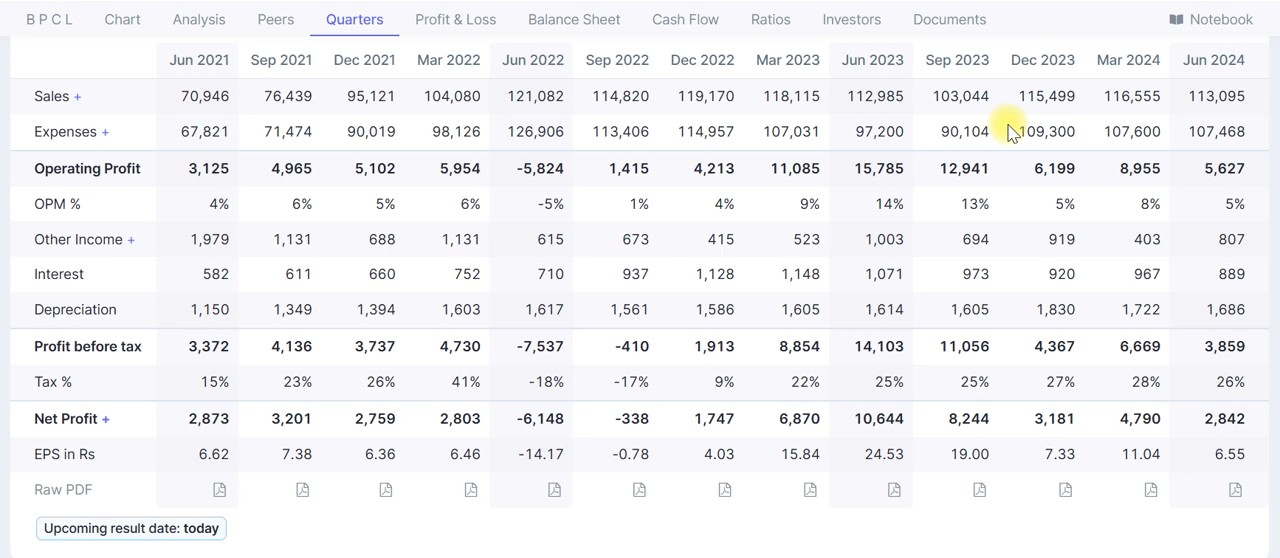 B P C L Chart Analysis Peers Quarters Profit & Loss Balance Sheet Cash Flow Ratios Investors Documents Notebook
Jun 2021 Sep 2021 Dec 2021 Mar 2022 Jun 2022 Sep 2022 Dec 2022 Mar 2023 Jun 2023 Sep 2023 Dec 2023 Mar 2024 Jun 2024
Sales + 70,946 76,439 95,121 104,080 121,082 114,820 119,170 118,115 112,985 103,044 115,499 116,555 113,095
Expenses + 67,821 71,474 90,019 98,126 126,906 113,406 114,957 107,031 97,200 90,104 109,300 107,600 107,468
Operating Profit 3,125 4,965 5,102 5,954 -5,824 1,415 4,213 11,085 15,785 12,941 6,199 8,955 5,627
OPM % 4% 6% 5% 6% -5% 1% 4% 9% 14% 13% 5% 8% 5%
Other Income + 1,979 1,131 688 1,131 615 673 415 523 1,003 694 919 403 807
Interest 582 611 660 752 710 937 1,128 1,148 1,071 973 920 967 889
Depreciation 1,150 1,349 1,394 1,603 1,617 1,561 1,586 1,605 1,614 1,605 1,830 1,722 1,686
Profit before tax 3,372 4,136 3,737 4,730 -7,537 -410 1,913 8,854 14,103 11,056 4,367 6,669 3,859
Tax % 15% 23% 26% 41% -18% -17% 9% 22% 25% 25% 27% 28% 26%
Net Profit + 2,873 3,201 2,759 2,803 -6,148 -338 1,747 6,870 10,644 8,244 3,181 4,790 2,842
EPS in Rs 6.62 7.38 6.36 6.46 -14.17 -0.78 4.03 15.84 24.53 19.00 7.33 11.04 6.55
Raw PDF
Upcoming result date: today